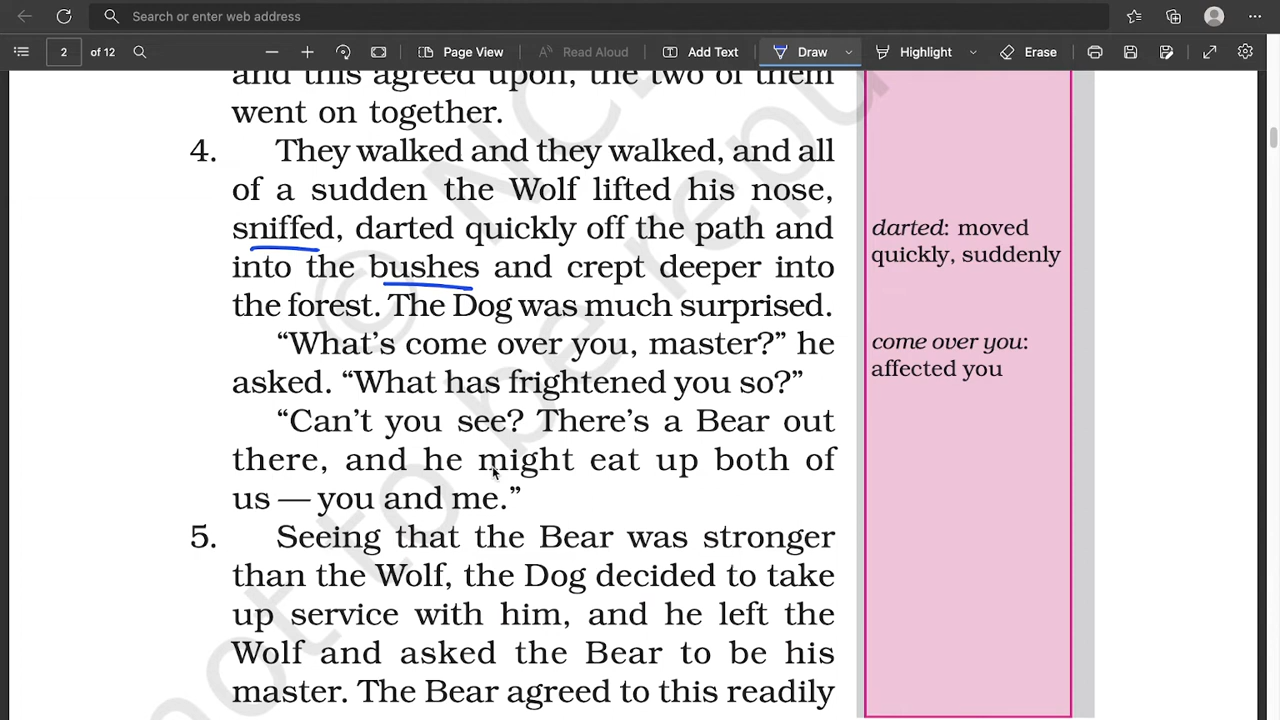 Search or enter web address
2 of 12
Page View
Read Aloud
Add Text
Draw
Highlight
Erase
and this agreed upon, the two of them
went on together.
4. They walked and they walked, and all
of a sudden the Wolf lifted his nose,
sniffed, darted quickly off the path and
into the bushes and crept deeper into
the forest. The Dog was much surprised.
“What’s come over you, master?” he
asked. “What has frightened you so?”
“Can’t you see? There’s a Bear out
there, and he might eat up both of
us — you and me.”
5. Seeing that the Bear was stronger
than the Wolf, the Dog decided to take
up service with him, and he left the
Wolf and asked the Bear to be his
master. The Bear agreed to this readily
darted: moved
quickly, suddenly
come over you:
affected you
© NC
not to be repu